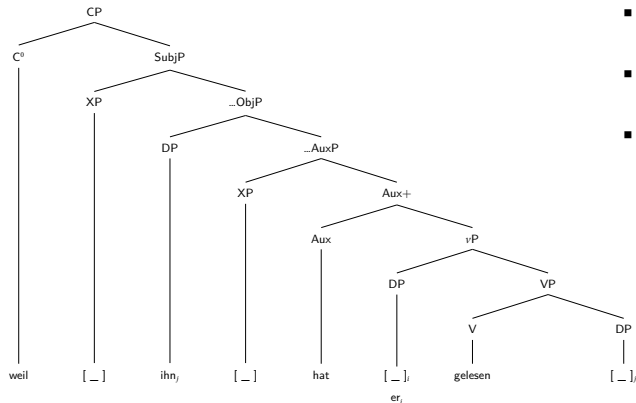 CP
C⁰ SubjP
XP ...ObjP
DP ...AuxP
XP Aux+
Aux vP
DP VP
V DP
weil [ _ ] ihnⱼ [ _ ] hat [ _ ]ᵢ gelesen [ _ ]ⱼ
erᵢ